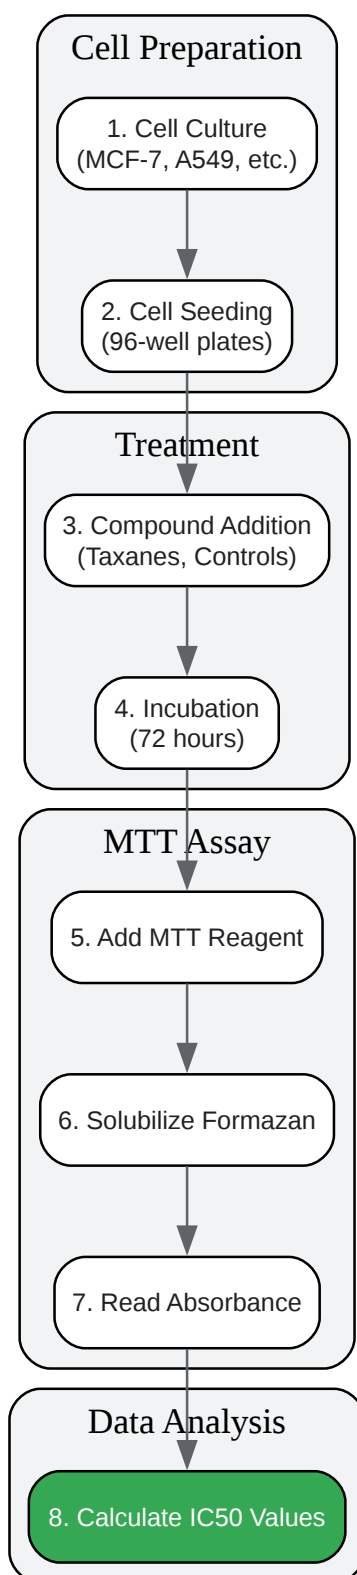 Cell Preparation
1. Cell Culture
(MCF-7, A549, etc.)
2. Cell Seeding
(96-well plates)
Treatment
3. Compound Addition
(Taxanes, Controls)
4. Incubation
(72 hours)
MTT Assay
5. Add MTT Reagent
6. Solubilize Formazan
7. Read Absorbance
Data Analysis
8. Calculate IC50 Values